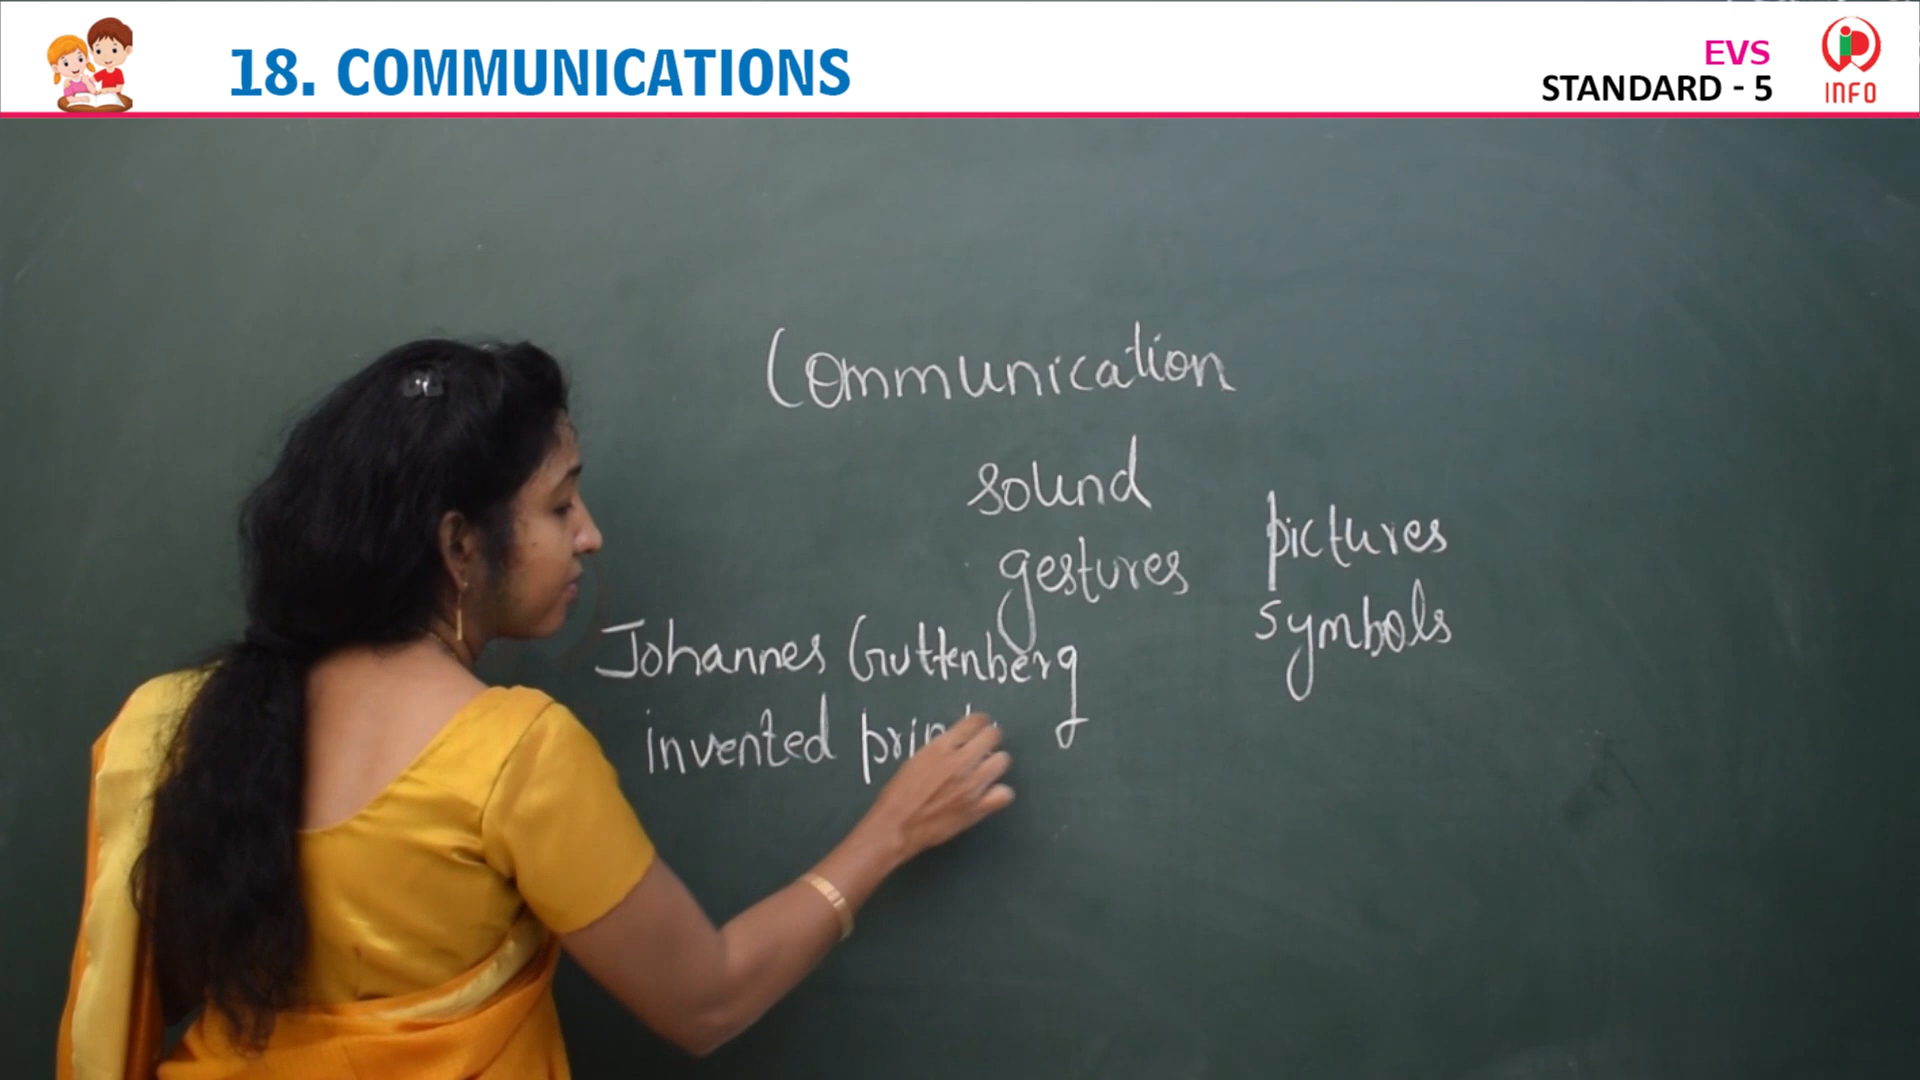 18. COMMUNICATIONS
EVS
STANDARD - 5
INFO
Communication
sound
gestures
pictures
symbols
Johannes Guttenberg
invented